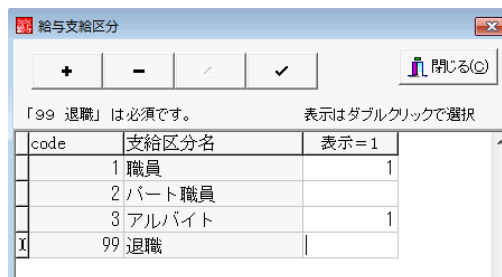 給与支給区分
+ - ✓ 閉じる(C)
「99 退職」は必須です。 表示はダブルクリックで選択
code 支給区分名 表示=1
1 職員 1
2 パート職員
3 アルバイト 1
99 退職